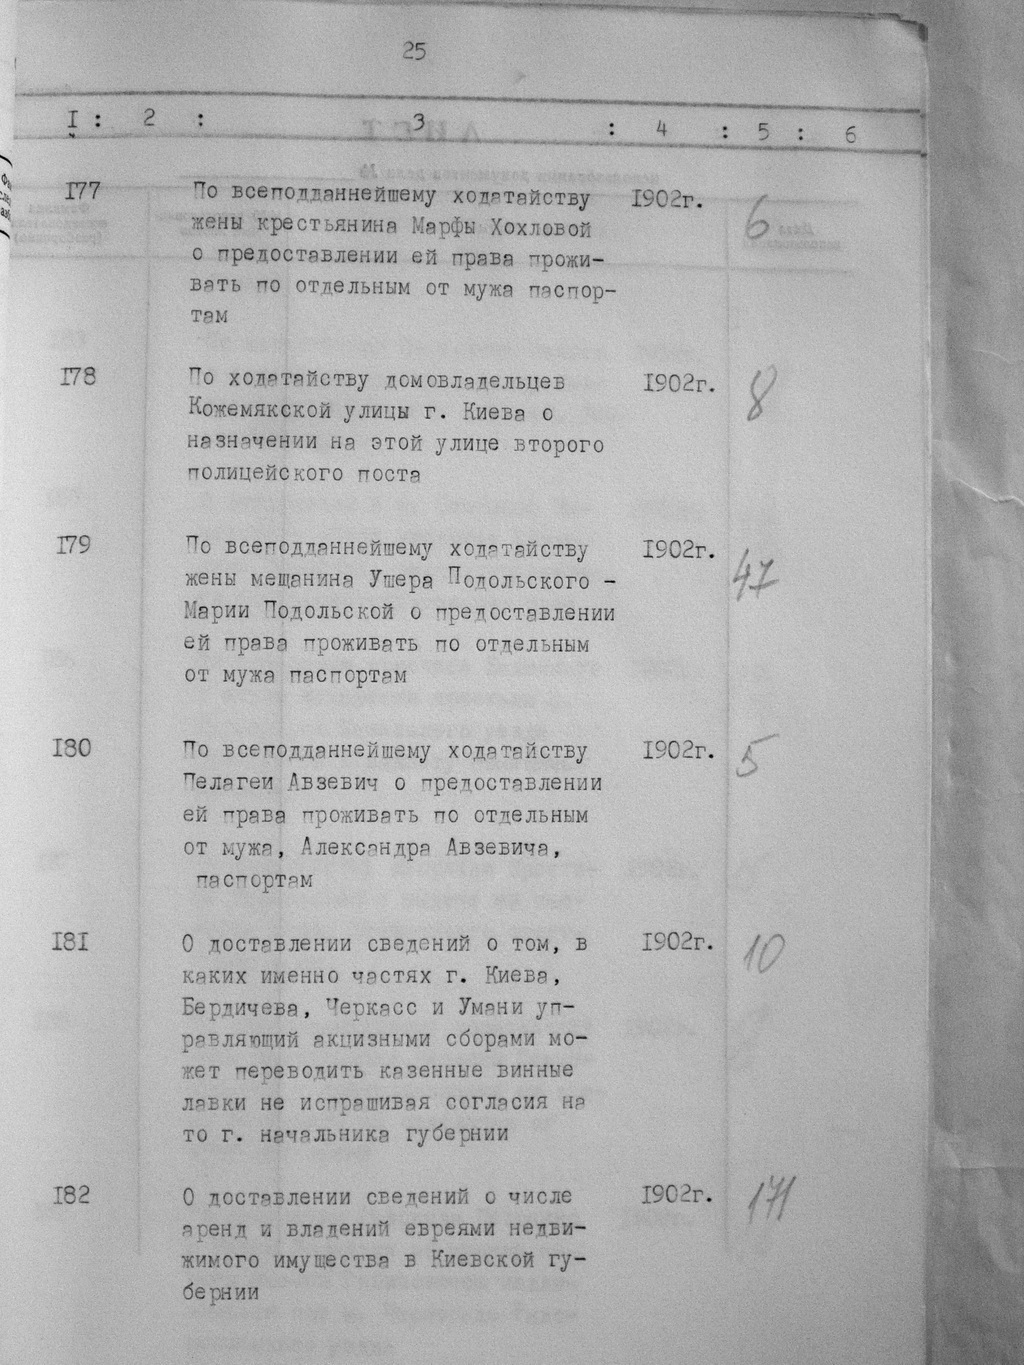 25
I : 2 : 3 : 4 : 5 : 6
I77 По всеподданнейшему ходатайству I902г. 6
жены крестьянина Марфы Хохловой
о предоставлении ей права прожи-
вать по отдельным от мужа паспор-
там
I78 По ходатайству домовладельцев I902г. 8
Кожемякской улицы г. Киева о
назначении на этой улице второго
полицейского поста
I79 По всеподданнейшему ходатайству I902г. 47
жены мещанина Ушера Подольского -
Марии Подольской о предоставлении
ей права проживать по отдельным
от мужа паспортам
I80 По всеподданнейшему ходатайству I902г. 5
Пелагеи Авзевич о предоставлении
ей права проживать по отдельным
от мужа, Александра Авзевича,
паспортам
I8I О доставлении сведений о том, в I902г. 10
каких именно частях г. Киева,
Бердичева, Черкасс и Умани уп-
равляющий акцизными сборами мо-
жет переводить казенные винные
лавки не испрашивая согласия на
то г. начальника губернии
I82 О доставлении сведений о числе I902г. 171
аренд и владений евреями недви-
жимого имущества в Киевской гу-
бернии